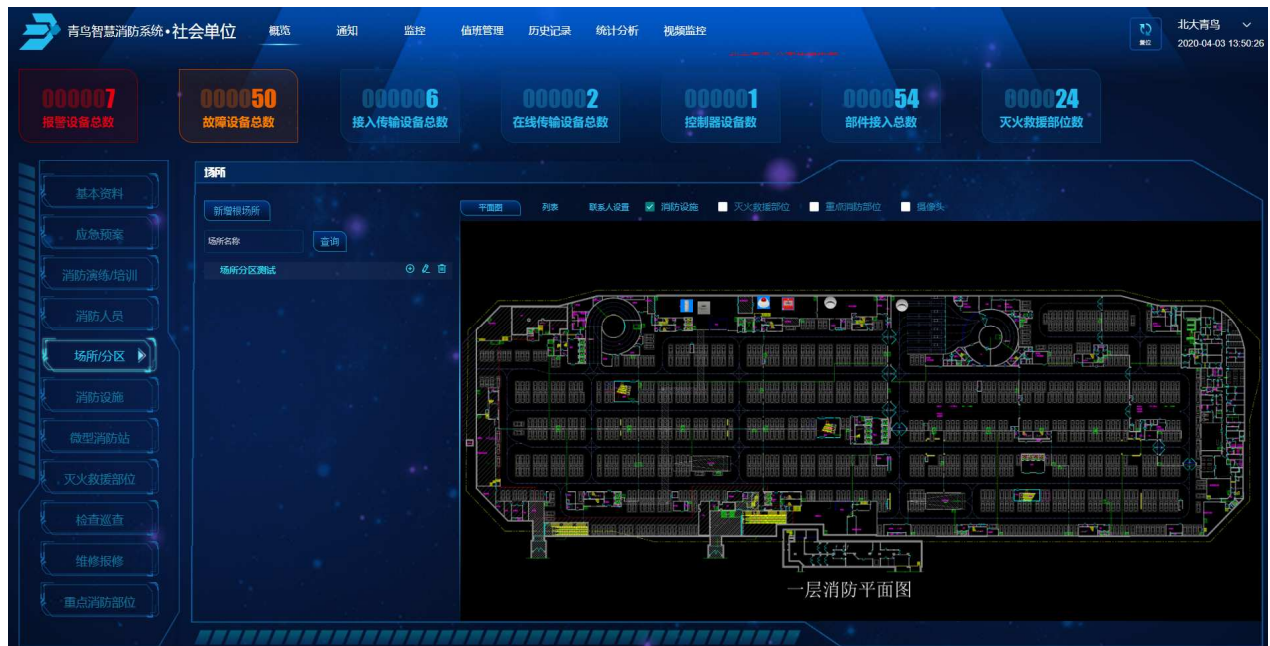 青鸟智慧消防系统•社会单位
概览 通知 监控 值班管理 历史记录 统计分析 视频监控
复位
北大青鸟
2020-04-03 13:50:26
0000007
报警设备总数
0000050
故障设备总数
0000006
接入传输设备总数
0000002
在线传输设备总数
0000001
控制器设备数
0000054
部件接入总数
0000024
灭火救援部位数
基本资料
应急预案
消防演练/培训
消防人员
场所/分区
消防设施
微型消防站
灭火救援部位
检查巡查
维修报修
重点消防部位
场所
新增根场所
场所名称 查询
场所分区测试
平面图 列表 联系人设置 消防设施 灭火救援部位 重点消防部位 摄像头
一层消防平面图